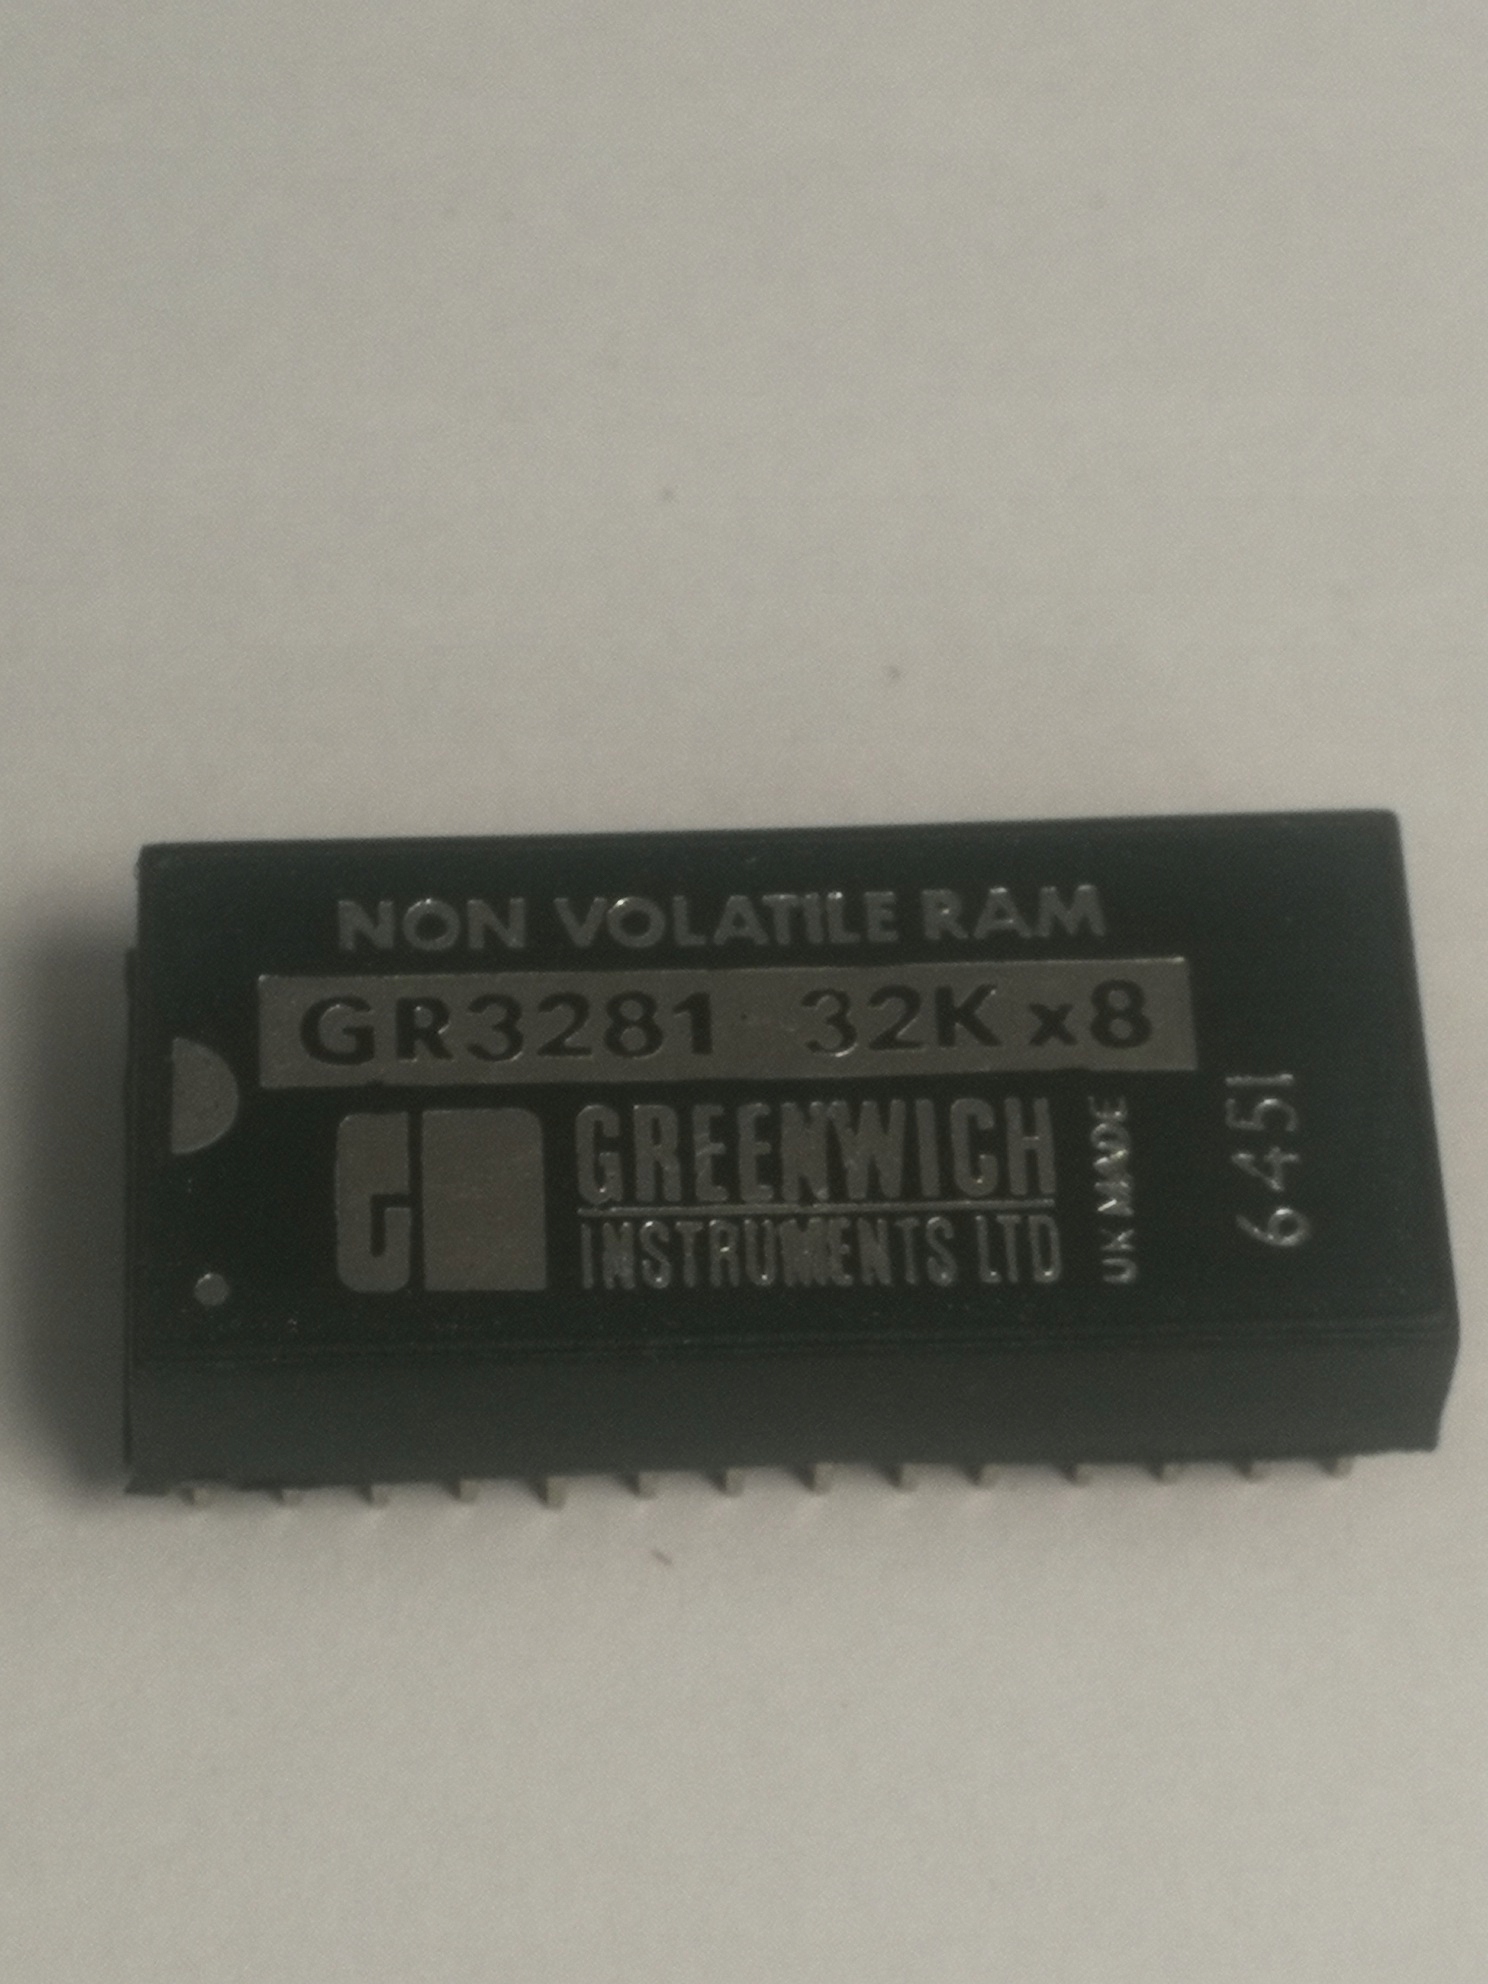 NON VOLATILE RAM
GR3281 32K x8
GREENWICH
INSTRUMENTS LTD
UK MADE
6451